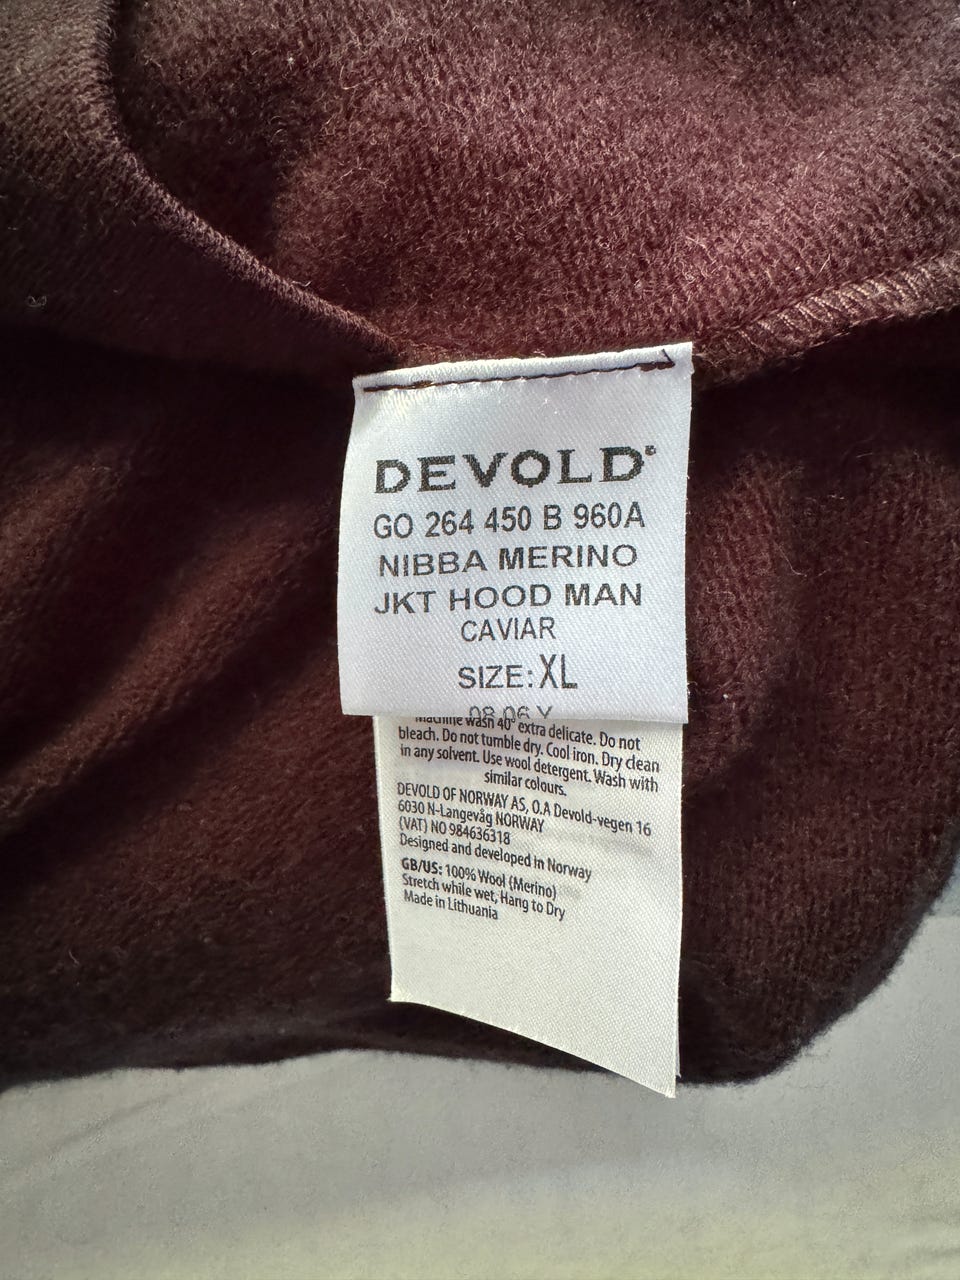 DEVOLD®
GO 264 450 B 960A
NIBBA MERINO
JKT HOOD MAN
CAVIAR
SIZE: XL
08 06 Y
Machine wash 40° extra delicate. Do not
bleach. Do not tumble dry. Cool iron. Dry clean
in any solvent. Use wool detergent. Wash with
similar colours.
DEVOLD OF NORWAY AS, O.A Devold-vegen 16
6030 N-Langevåg NORWAY
(VAT) NO 984636318
Designed and developed in Norway
GB/US: 100% Wool (Merino)
Stretch while wet, Hang to Dry
Made in Lithuania